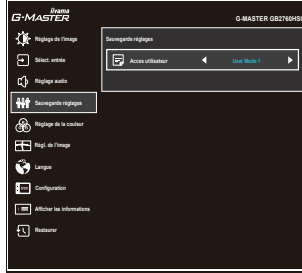 iiyama
G-MASTER
G-MASTER GB2760HSU
Réglage de l'image
Sélect. entrée
Réglage audio
Sauvegarde réglages
Réglage de la couleur
Régl. de l'image
Langue
Configuration
Afficher les informations
Restaurer
Sauvegarde réglages
Acces utilisateur
User Mode 1